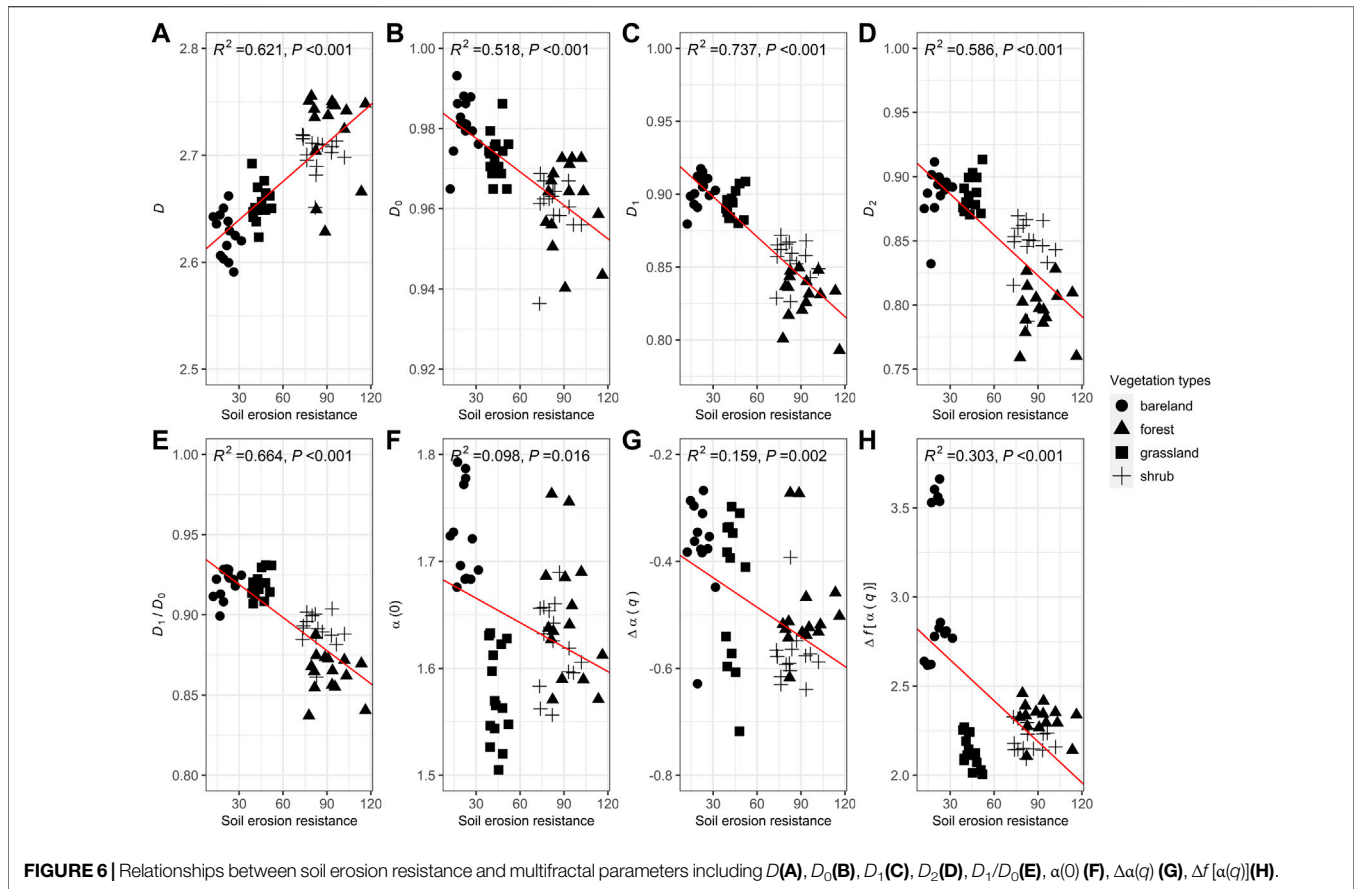 A
R² =0.621, P <0.001
2.8
2.7
2.6
2.5
D
30 60 90 120
Soil erosion resistance
B
R² =0.518, P <0.001
1.00
0.98
0.96
0.94
0.92
D₀
30 60 90 120
Soil erosion resistance
C
R² =0.737, P <0.001
1.00
0.95
0.90
0.85
0.80
D₁
30 60 90 120
Soil erosion resistance
D
R² =0.586, P <0.001
1.00
0.95
0.90
0.85
0.80
0.75
D₂
30 60 90 120
Soil erosion resistance
Vegetation types
bareland
forest
grassland
shrub
E
R² =0.664, P <0.001
1.00
0.95
0.90
0.85
0.80
D₁ / D₀
30 60 90 120
Soil erosion resistance
F
R² =0.098, P =0.016
1.8
1.7
1.6
1.5
α (0)
30 60 90 120
Soil erosion resistance
G
R² =0.159, P =0.002
-0.2
-0.4
-0.6
-0.8
Δ α ( q )
30 60 90 120
Soil erosion resistance
H
R² =0.303, P <0.001
3.5
3.0
2.5
2.0
Δ f [ α ( q )]
30 60 90 120
Soil erosion resistance
FIGURE 6 | Relationships between soil erosion resistance and multifractal parameters including D(A), D₀(B), D₁(C), D₂(D), D₁/D₀(E), α(0) (F), Δα(q) (G), Δf [α(q)](H).